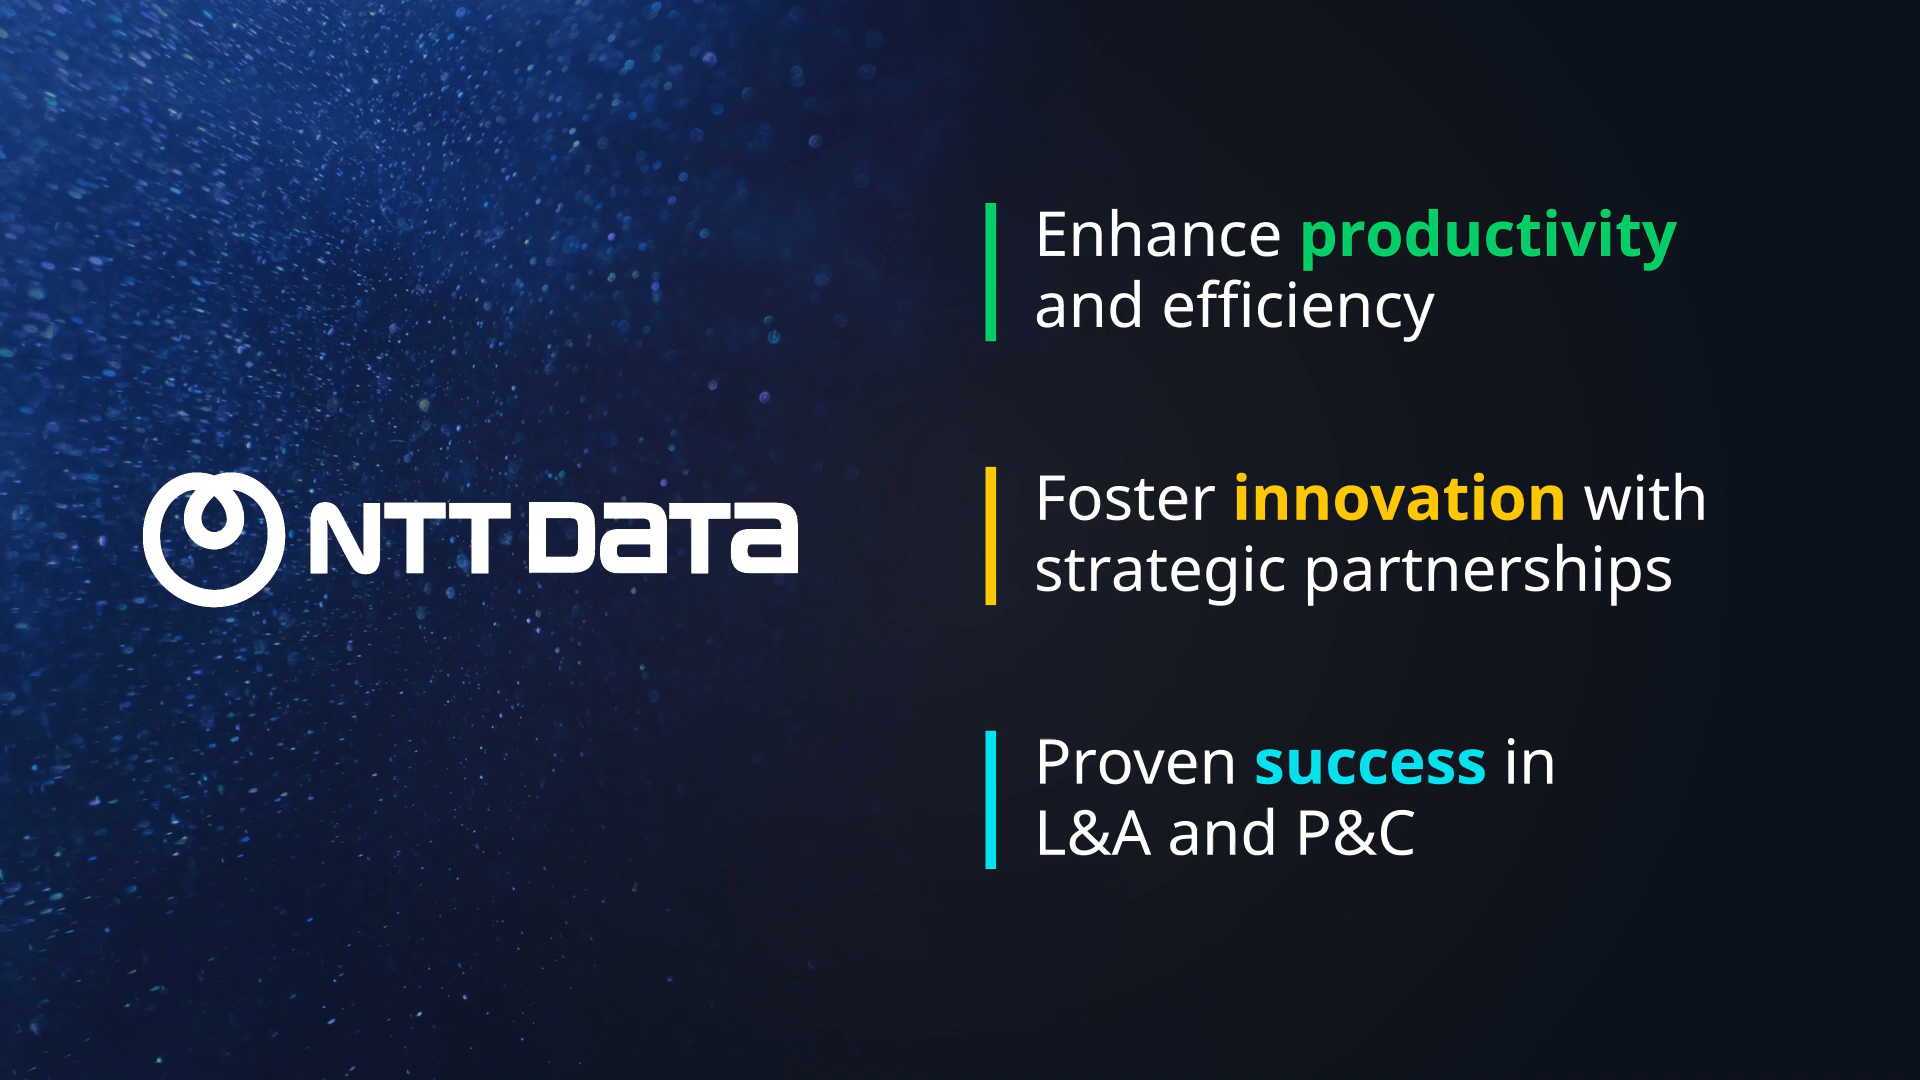 NTT DATA
Enhance productivity
and efficiency
Foster innovation with
strategic partnerships
Proven success in
L&A and P&C